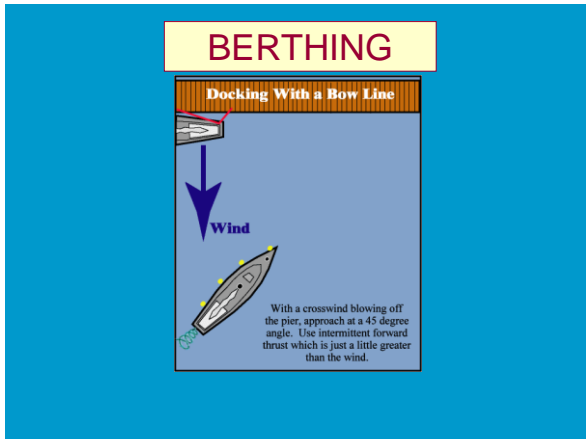 BERTHING
Docking With a Bow Line
Wind
With a crosswind blowing off
the pier, approach at a 45 degree
angle. Use intermittent forward
thrust which is just a little greater
than the wind.